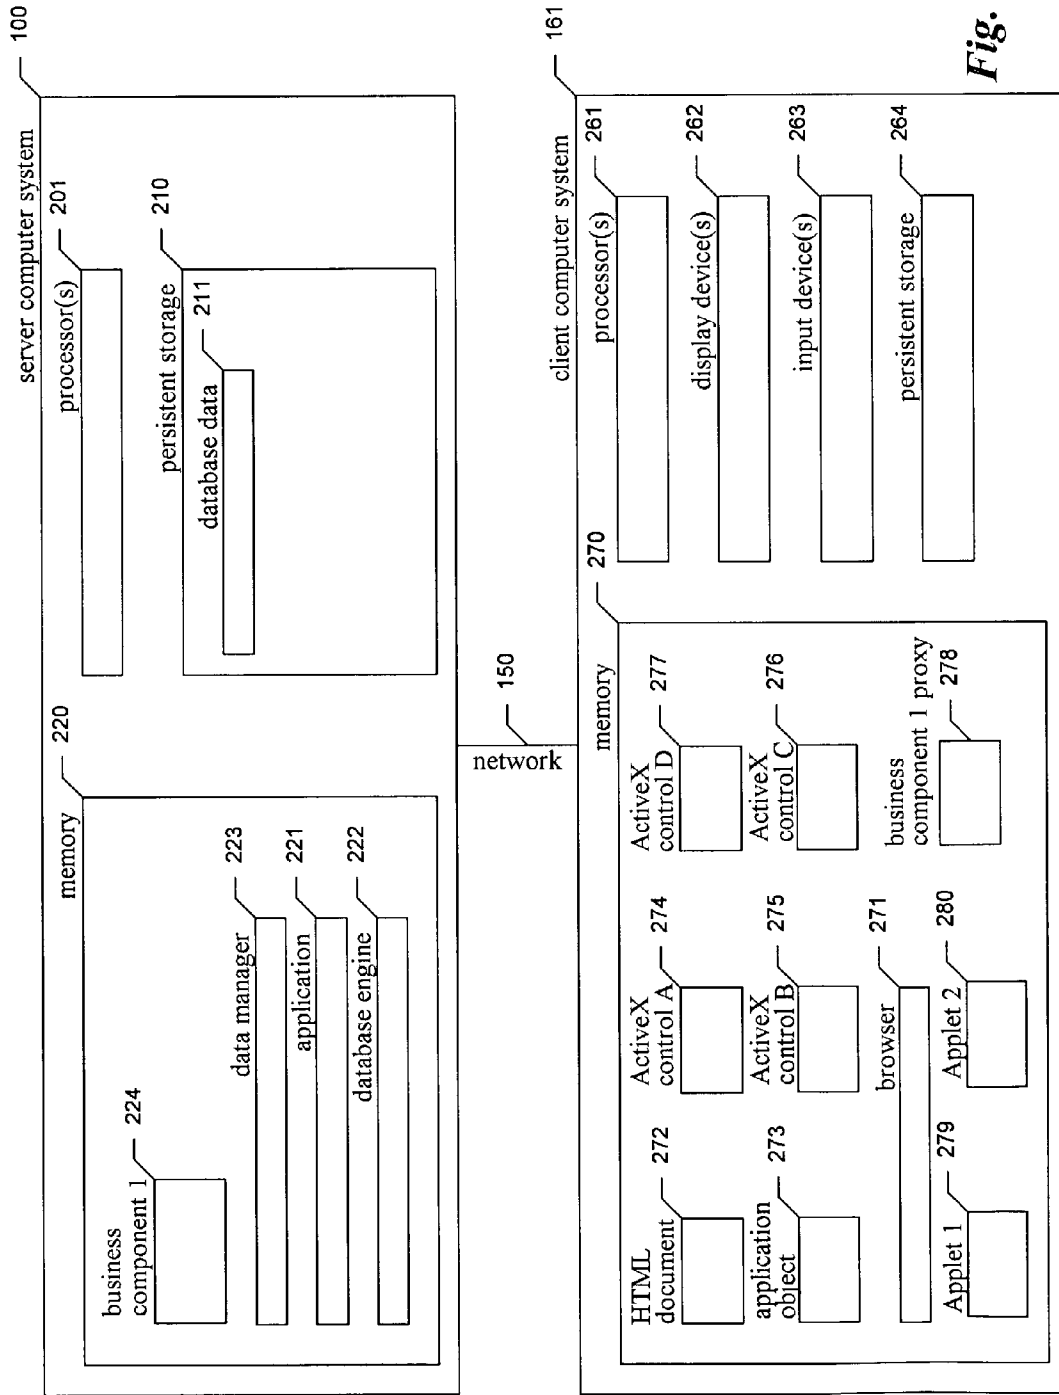 server computer system
100
memory
220
business
component 1
224
data manager
223
application
221
database engine
222
processor(s)
201
persistent storage
210
database data
211
network
150
client computer system
161
memory
270
HTML
document
272
ActiveX
control A
274
ActiveX
control D
277
application
object
273
ActiveX
control B
275
ActiveX
control C
276
browser
271
business
component 1 proxy
278
Applet 1
279
Applet 2
280
processor(s)
261
display device(s)
262
input device(s)
263
persistent storage
264
Fig.